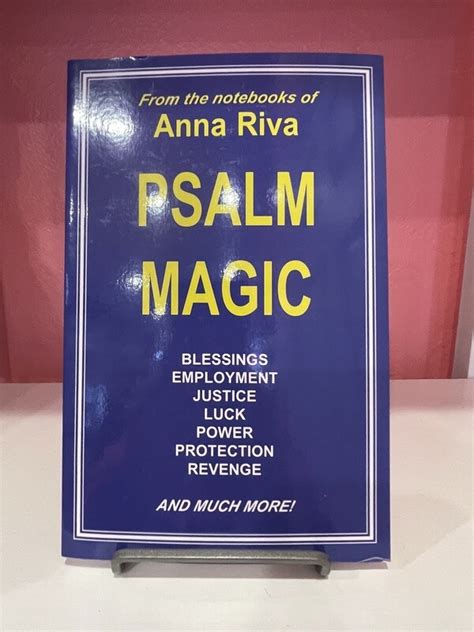 From the notebooks of
Anna Riva
PSALM
MAGIC
BLESSINGS
EMPLOYMENT
JUSTICE
LUCK
POWER
PROTECTION
REVENGE
AND MUCH MORE!